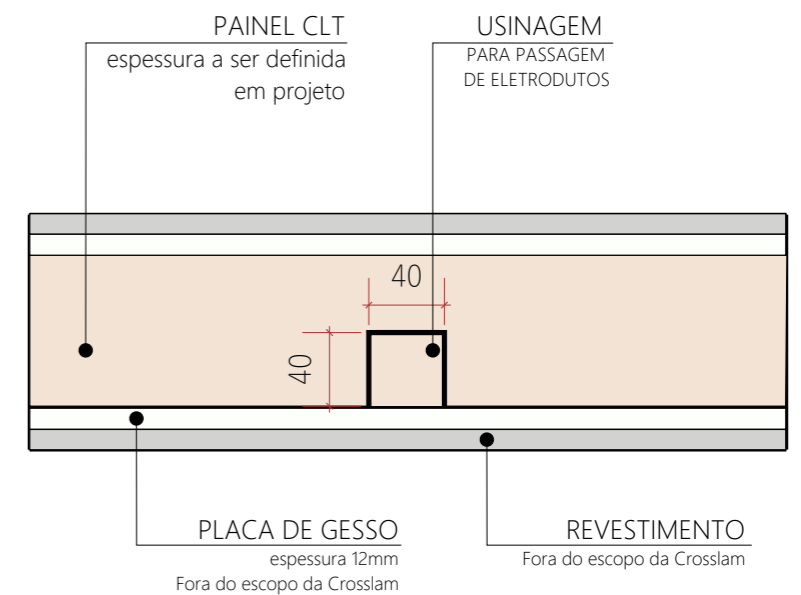 PAINEL CLT
espessura a ser definida
em projeto
USINAGEM
PARA PASSAGEM
DE ELETRODUTOS
40
40
PLACA DE GESSO
espessura 12mm
Fora do escopo da Crosslam
REVESTIMENTO
Fora do escopo da Crosslam